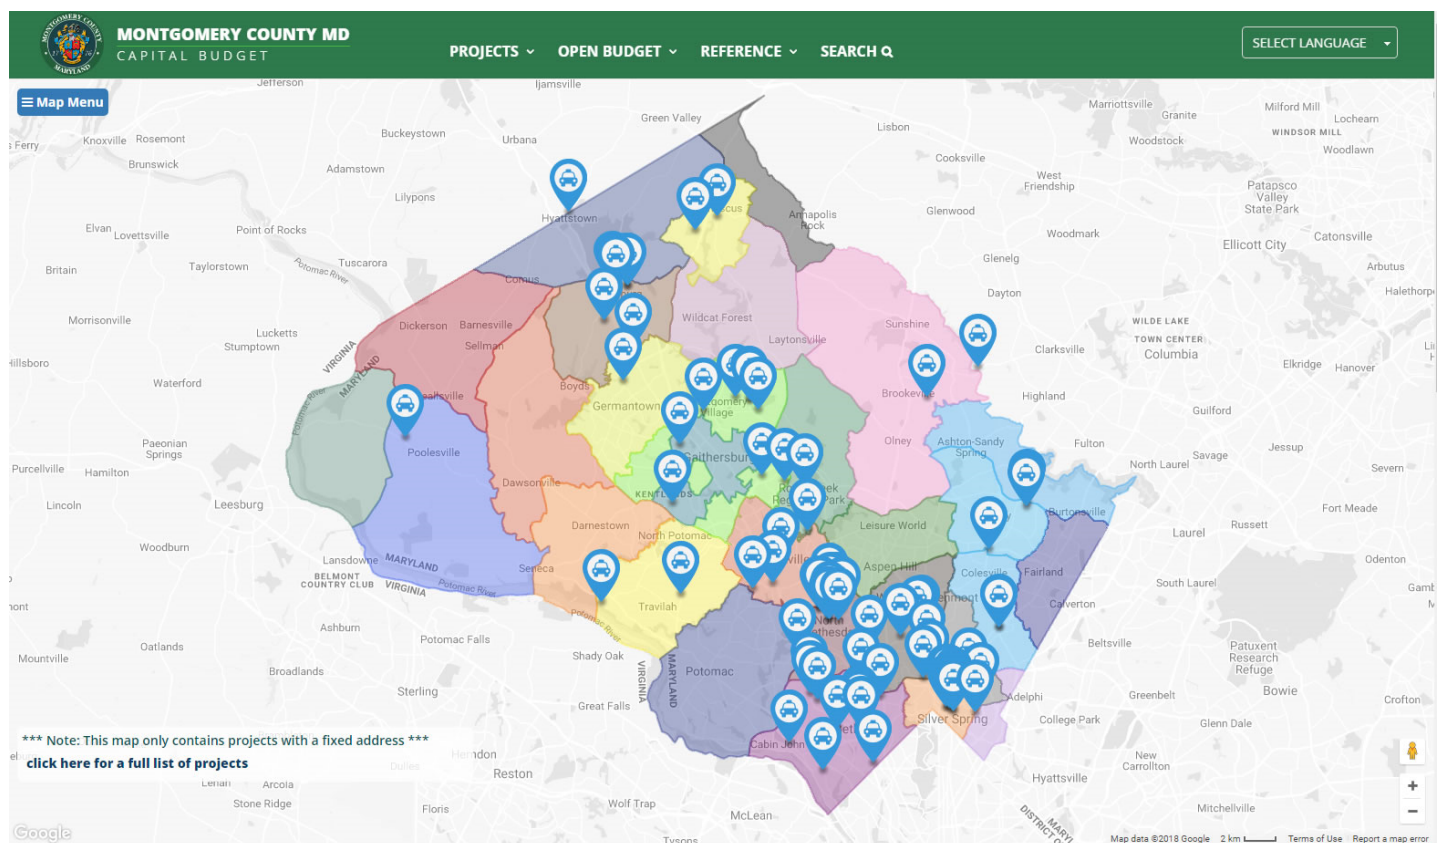 MONTGOMERY COUNTY MD
CAPITAL BUDGET
PROJECTS OPEN BUDGET REFERENCE SEARCH
SELECT LANGUAGE
Map Menu
Jefferson
Ijamsville
Green Valley
Lisbon
Marriottsville
Granite
Milford Mill
Lochearn
WINDSOR MILL
Woodlawn
Woodstock
s Ferry
Knoxville
Rosemont
Buckeystown
Urbana
Brunswick
Adamstown
Cooksville
West
Friendship
Patapsco
Valley
State Park
Lilypons
Hyattstown
Glenwood
Woodmark
Elvan
Lovettsville
Point of Rocks
Ellicott City
Catonsville
Britain
Taylorstown
Potomac River
Tuscarora
Comus
Glenelg
Arbutus
Dayton
Morrisonville
Lucketts
Stumptown
Dickerson
Barnesville
Sellman
Wildcat Forest
Laytonsville
Sunshine
Clarksville
WILDE LAKE
TOWN CENTER
Columbia
Elkridge
Hanover
VIRGINIA
MARYLAND
Waterford
Boyds
Germantown
Highland
Guilford
Paeonian
Springs
Poolesville
Olney
Ashton-Sandy
Spring
Fulton
Jessup
Savage
North Laurel
Severn
Purcellville
Hamilton
Lincoln
Leesburg
Dawsonville
KENTLANDS
Burtonsville
Fort Meade
Darnestown
North Potomac
Leisure World
Laurel
Russett
Woodburn
Lansdowne
MARYLAND
BELMONT
COUNTRY CLUB
VIRGINIA
Potomac River
Seneca
Aspen Hill
Colesville
Fairland
South Laurel
Odenton
Travilah
Potomac River
Calverton
North
Ashburn
Potomac Falls
Beltsville
Patuxent
Research
Refuge
Bowie
Mountville
Oatlands
Broadlands
Shady Oak
VIRGINIA
MARYLAND
Potomac
Sterling
Great Falls
Silver Spring
Adelphi
College Park
Greenbelt
Glenn Dale
Crofton
*** Note: This map only contains projects with a fixed address ***
click here for a full list of projects
Cabin John
Reston
New
Carrollton
Hyattsville
Arcola
Stone Ridge
Floris
Wolf Trap
McLean
Mitchellville
Tysons
Google
Map data ©2018 Google 2 km Terms of Use Report a map error